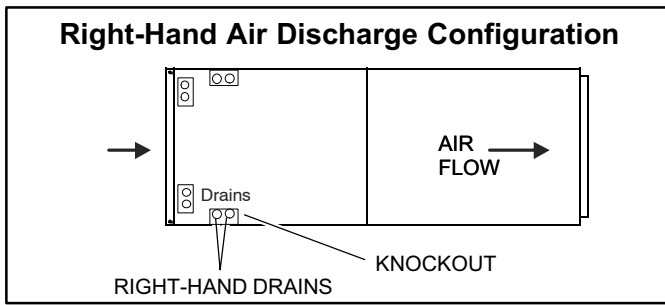 Right-Hand Air Discharge Configuration
AIR
FLOW
Drains
KNOCKOUT
RIGHT-HAND DRAINS